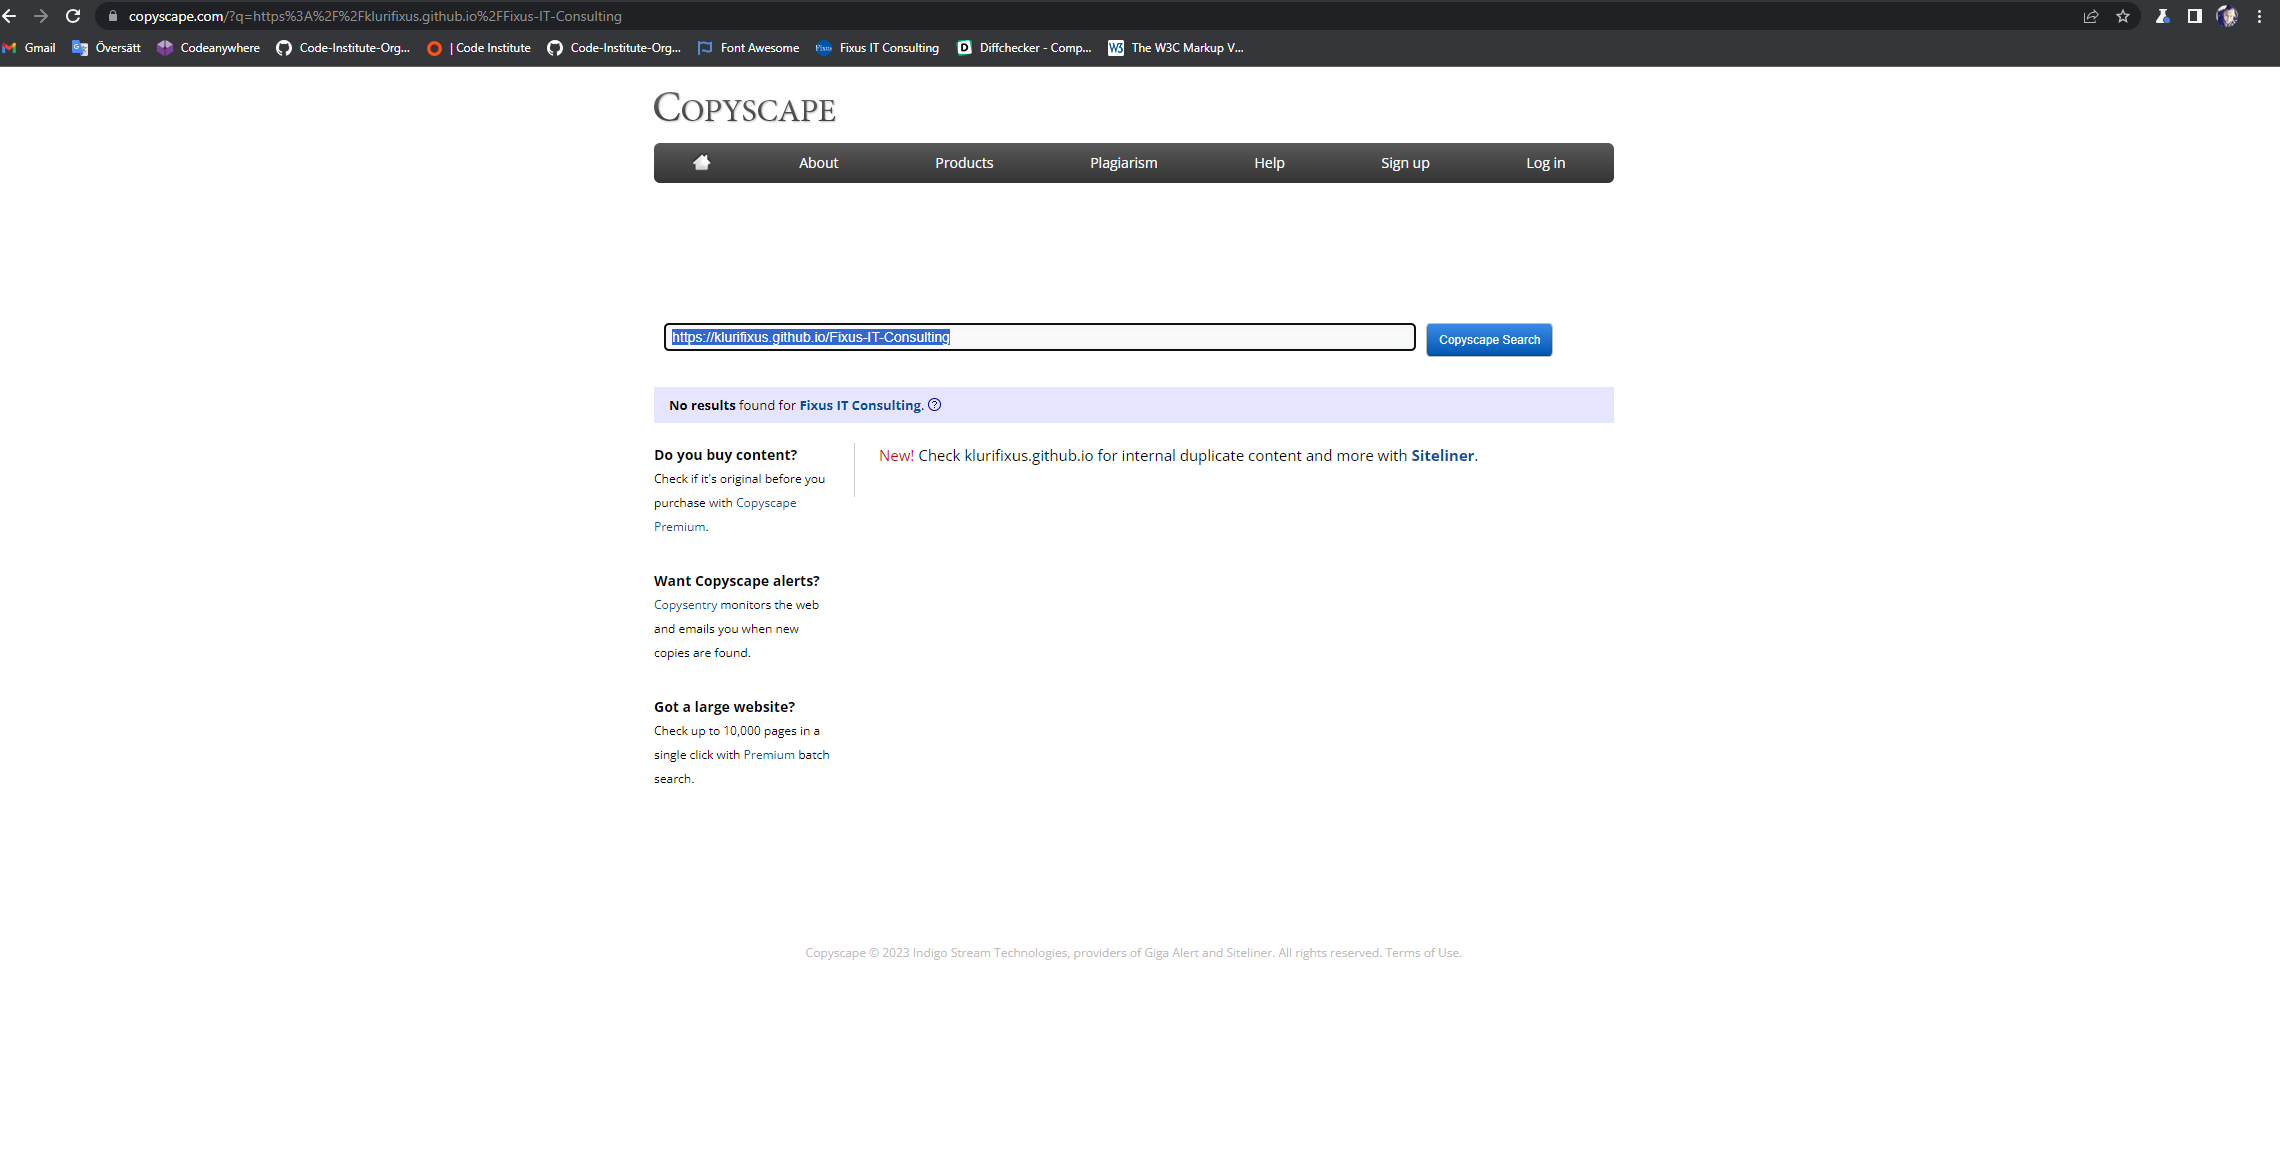 copyscape.com/?q=https%3A%2F%2Fklurifixus.github.io%2FFixus-IT-Consulting
Gmail Översätt Codeanywhere Code-Institute-Org... | Code Institute Code-Institute-Org... Font Awesome Fixus IT Consulting Diffchecker - Comp... The W3C Markup V...
COPYSCAPE
About Products Plagiarism Help Sign up Log in
https://klurifixus.github.io/Fixus-IT-Consulting Copyscape Search
No results found for Fixus IT Consulting.
Do you buy content?
Check if it's original before you
purchase with Copyscape
Premium.
New! Check klurifixus.github.io for internal duplicate content and more with Siteliner.
Want Copyscape alerts?
Copysentry monitors the web
and emails you when new
copies are found.
Got a large website?
Check up to 10,000 pages in a
single click with Premium batch
search.
Copyscape © 2023 Indigo Stream Technologies, providers of Giga Alert and Siteliner. All rights reserved. Terms of Use.